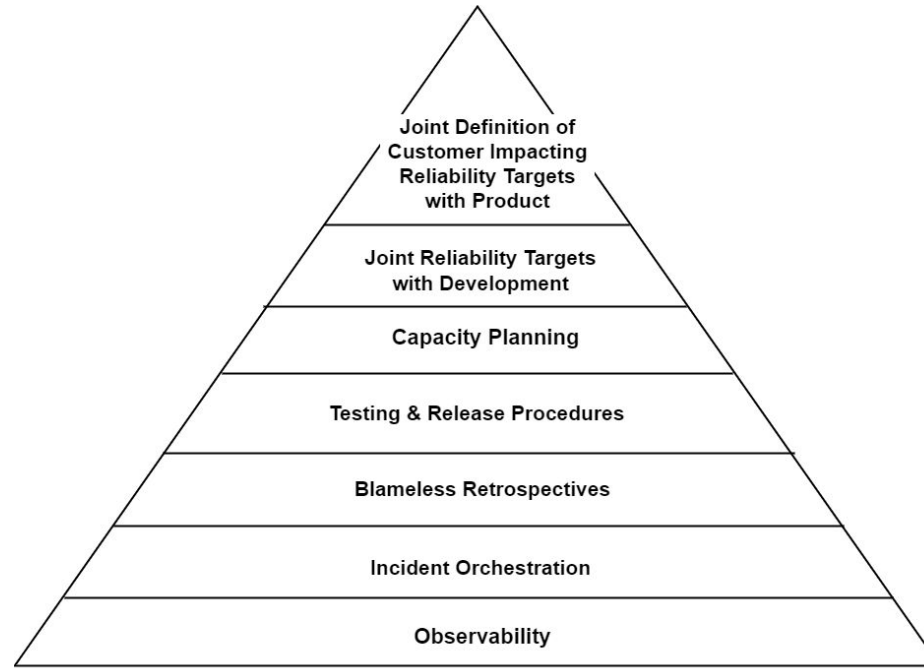 Joint Definition of
Customer Impacting
Reliability Targets
with Product
Joint Reliability Targets
with Development
Capacity Planning
Testing & Release Procedures
Blameless Retrospectives
Incident Orchestration
Observability